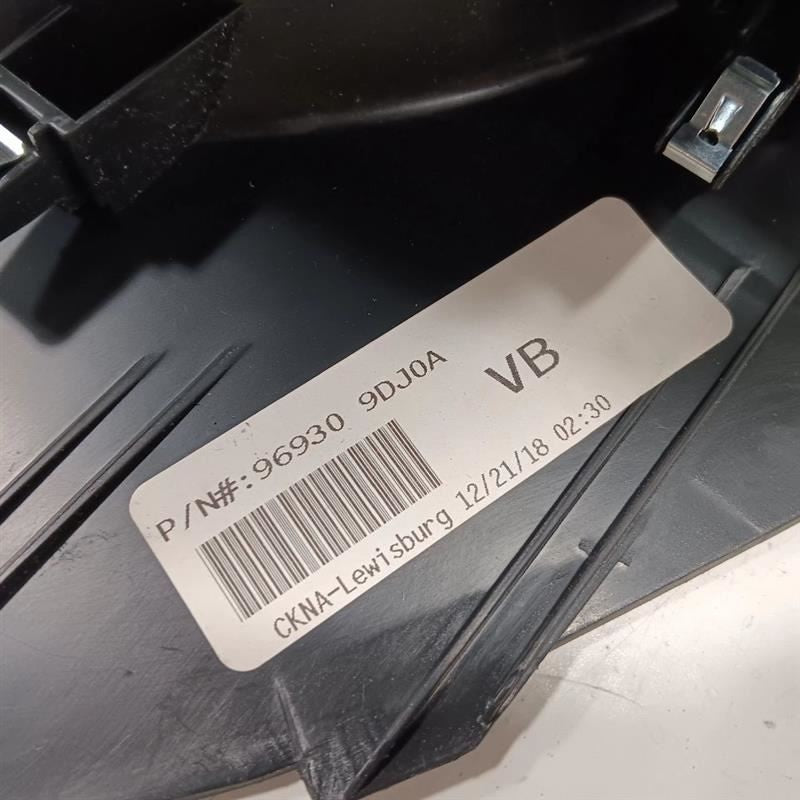 P/N#:96930 9DJ0A
VB
CKNA-Lewisburg 12/21/18 02:30